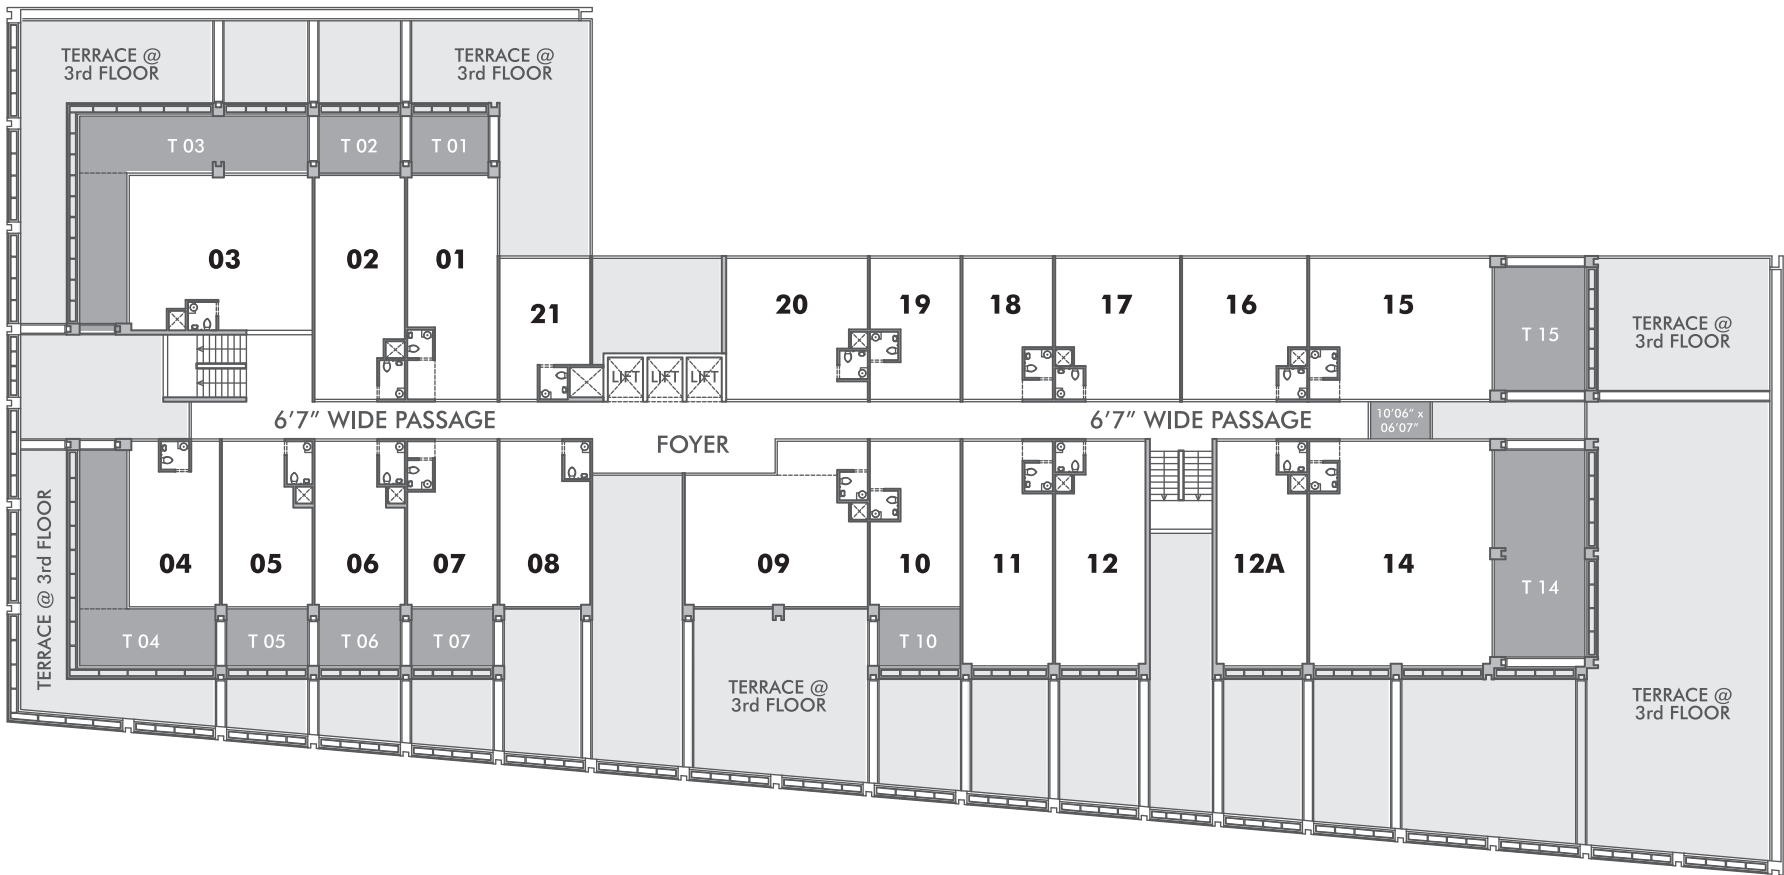 TERRACE @
3rd FLOOR
TERRACE @
3rd FLOOR
T 03
T 02
T 01
03
02
01
21
20
19
18
17
16
15
T 15
TERRACE @
3rd FLOOR
LIFT
LIFT
LIFT
6’7” WIDE PASSAGE
FOYER
6’7” WIDE PASSAGE
10’06” x
06’07”
TERRACE @ 3rd FLOOR
04
05
06
07
08
09
10
11
12
12A
14
T 14
T 04
T 05
T 06
T 07
T 10
TERRACE @
3rd FLOOR
TERRACE @
3rd FLOOR